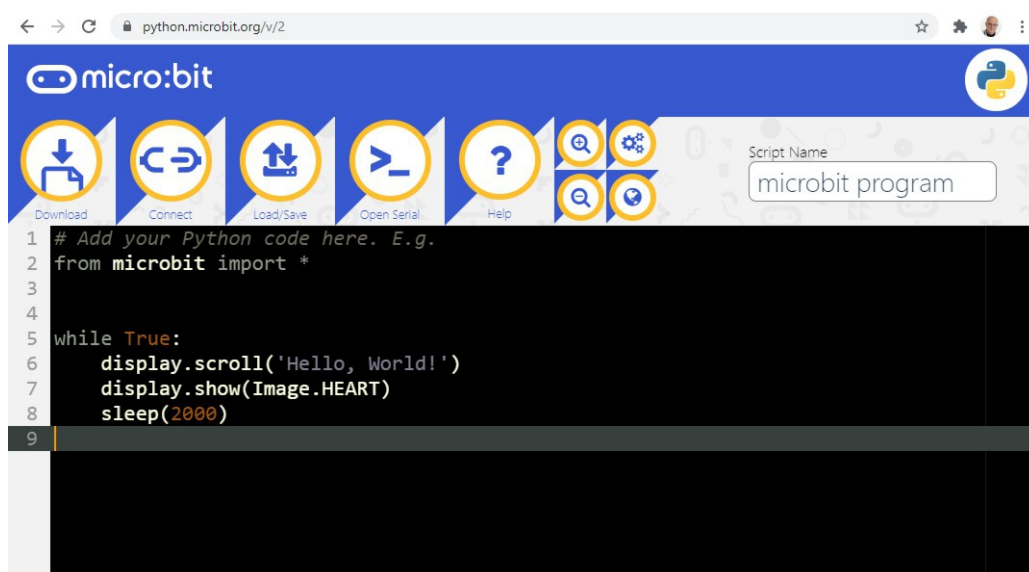 python.microbit.org/v/2
micro:bit
Script Name
microbit program
Download
Connect
Load/Save
Open Serial
Help
1 # Add your Python code here. E.g.
2 from microbit import *
3
4
5 while True:
6     display.scroll('Hello, World!')
7     display.show(Image.HEART)
8     sleep(2000)
9